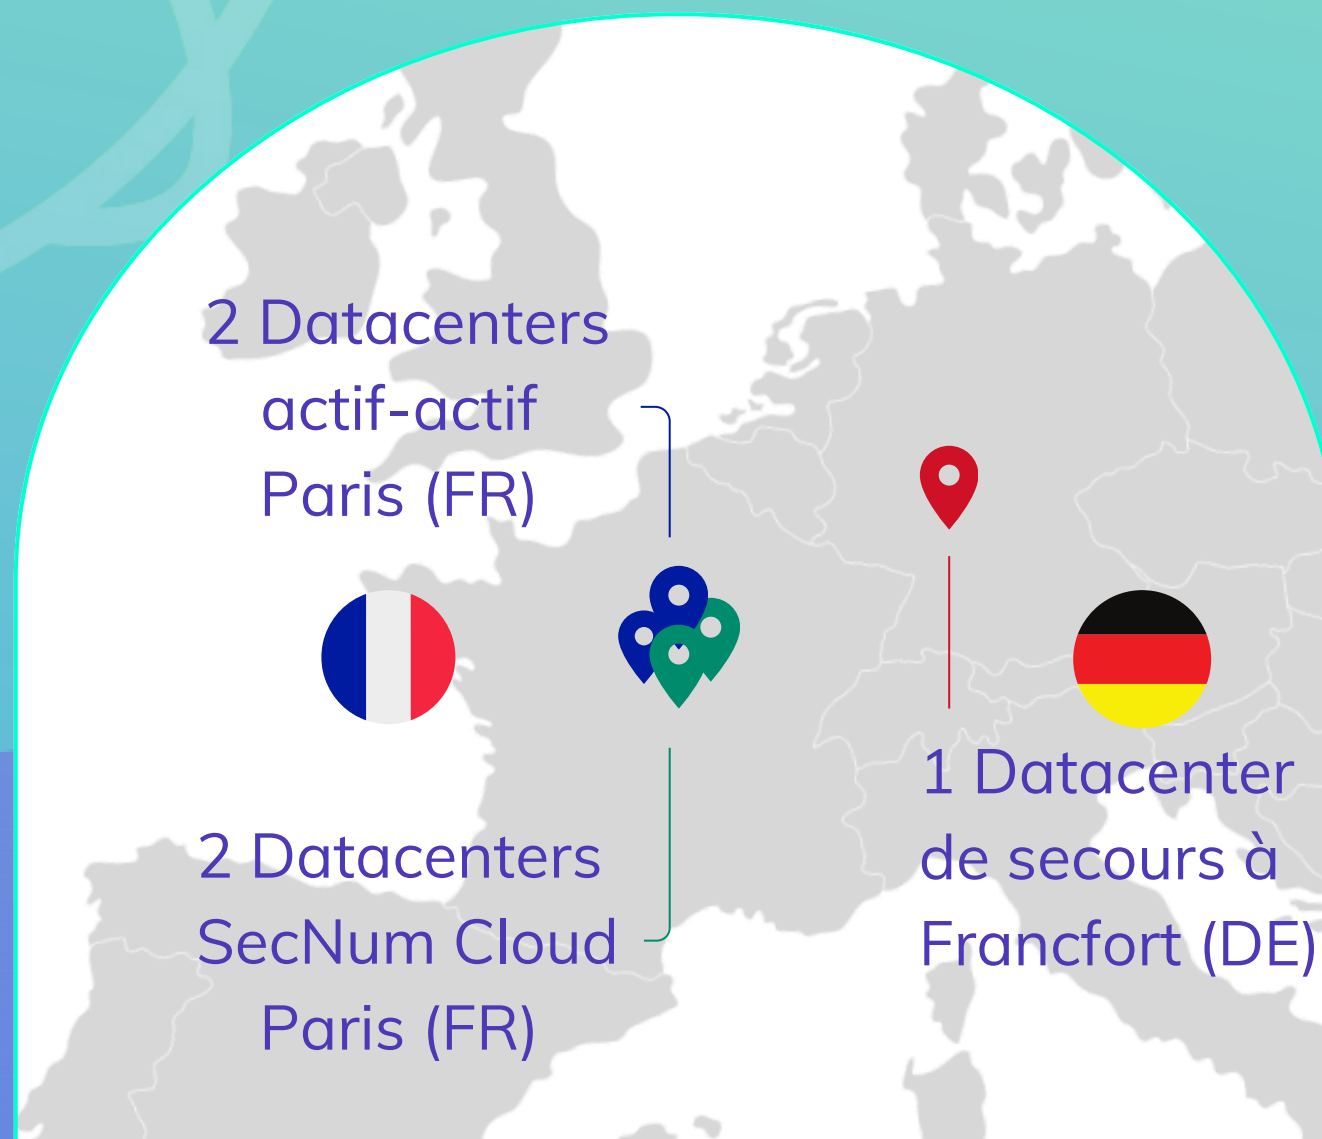 2 Datacenters
actif-actif
Paris (FR)
2 Datacenters
SecNum Cloud
Paris (FR)
1 Datacenter
de secours à
Francfort (DE)